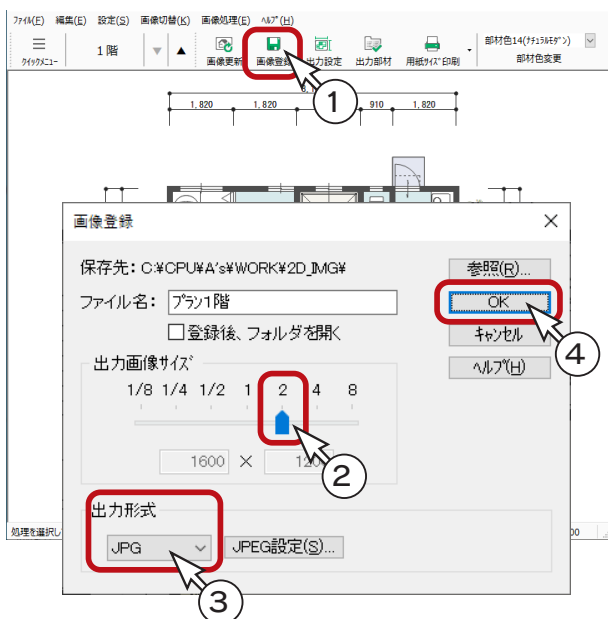 ファイル(F) 編集(E) 設定(S) 画像切替(K) 画像処理(E) ヘルプ(H)
クイックメニュー 1階 ▼ ▲ 画像更新 画像登録 出力設定 出力部材 用紙サイズ印刷 部材色14(ナチュラルモダン)
部材色変更
1
1,820 1,820 910 1,820
画像登録
保存先: C:¥CPU¥A's¥WORK¥2D_IMG¥ 参照(R)...
ファイル名: プラン1階 OK
登録後、フォルダを開く キャンセル
4
出力画像サイズ ヘルプ(H)
1/8 1/4 1/2 1 2 4 8
1600 ×
2
出力形式
JPG JPEG設定(S)...
3